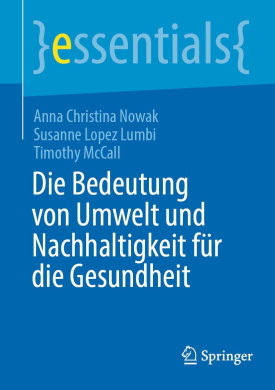 }essentials{
Anna Christina Nowak
Susanne Lopez Lumbi
Timothy McCall
Die Bedeutung
von Umwelt und
Nachhaltigkeit für
die Gesundheit
Springer